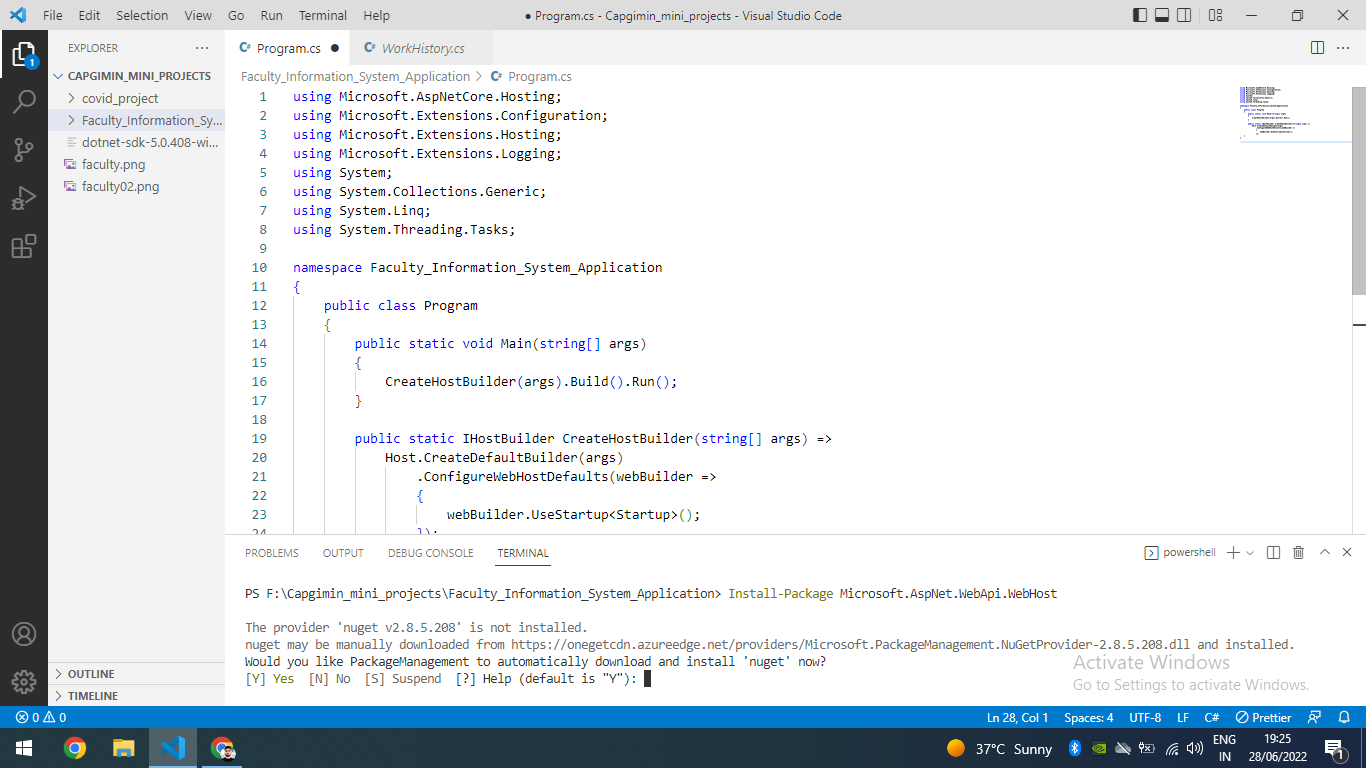 File Edit Selection View Go Run Terminal Help
● Program.cs - Capgimin_mini_projects - Visual Studio Code
EXPLORER
CAPGIMIN_MINI_PROJECTS
covid_project
Faculty_Information_Sy...
dotnet-sdk-5.0.408-wi...
faculty.png
faculty02.png
OUTLINE
TIMELINE
1
Program.cs ● WorkHistory.cs
Faculty_Information_System_Application > Program.cs
1 using Microsoft.AspNetCore.Hosting;
2 using Microsoft.Extensions.Configuration;
3 using Microsoft.Extensions.Hosting;
4 using Microsoft.Extensions.Logging;
5 using System;
6 using System.Collections.Generic;
7 using System.Linq;
8 using System.Threading.Tasks;
9
10 namespace Faculty_Information_System_Application
11 {
12     public class Program
13     {
14         public static void Main(string[] args)
15         {
16             CreateHostBuilder(args).Build().Run();
17         }
18
19         public static IHostBuilder CreateHostBuilder(string[] args) =>
20             Host.CreateDefaultBuilder(args)
21                 .ConfigureWebHostDefaults(webBuilder =>
22                 {
23                     webBuilder.UseStartup<Startup>();
24                 });
PROBLEMS OUTPUT DEBUG CONSOLE TERMINAL
powershell
PS F:\Capgimin_mini_projects\Faculty_Information_System_Application> Install-Package Microsoft.AspNet.WebApi.WebHost
The provider 'nuget v2.8.5.208' is not installed.
nuget may be manually downloaded from https://onegetcdn.azureedge.net/providers/Microsoft.PackageManagement.NuGetProvider-2.8.5.208.dll and installed.
Would you like PackageManagement to automatically download and install 'nuget' now?
[Y] Yes [N] No [S] Suspend [?] Help (default is "Y"):
Activate Windows
Go to Settings to activate Windows.
0 0
Ln 28, Col 1 Spaces: 4 UTF-8 LF C# Prettier
37°C Sunny
ENG
IN
19:25
28/06/2022
1